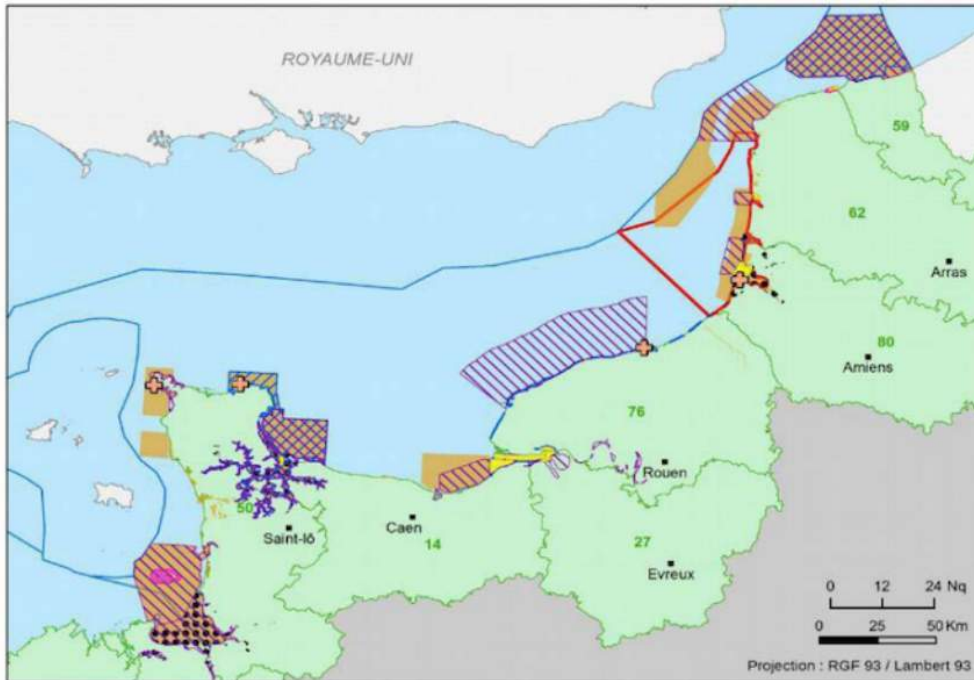 ROYAUME-UNI
59
62
Arras
80
Amiens
76
Rouen
50
Saint-lô
Caen
14
27
Evreux
0 12 24 Nq
0 25 50 Km
Projection : RGF 93 / Lambert 93